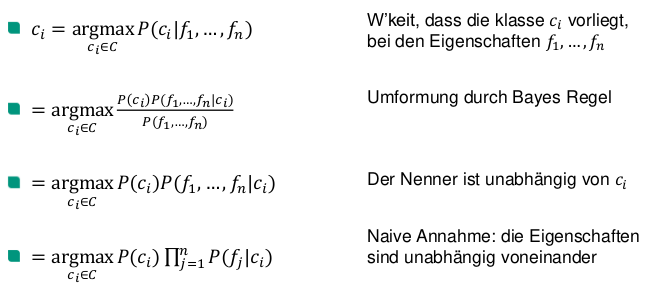 c_i = argmax_{c_i∈C} P(c_i|f_1, …, f_n)
W'keit, dass die klasse c_i vorliegt,
bei den Eigenschaften f_1, …, f_n
= argmax_{c_i∈C} P(c_i)P(f_1,…,f_n|c_i) / P(f_1,…,f_n)
Umformung durch Bayes Regel
= argmax_{c_i∈C} P(c_i)P(f_1, …, f_n|c_i)
Der Nenner ist unabhängig von c_i
= argmax_{c_i∈C} P(c_i) ∏_{j=1}^{n} P(f_j|c_i)
Naive Annahme: die Eigenschaften
sind unabhängig voneinander